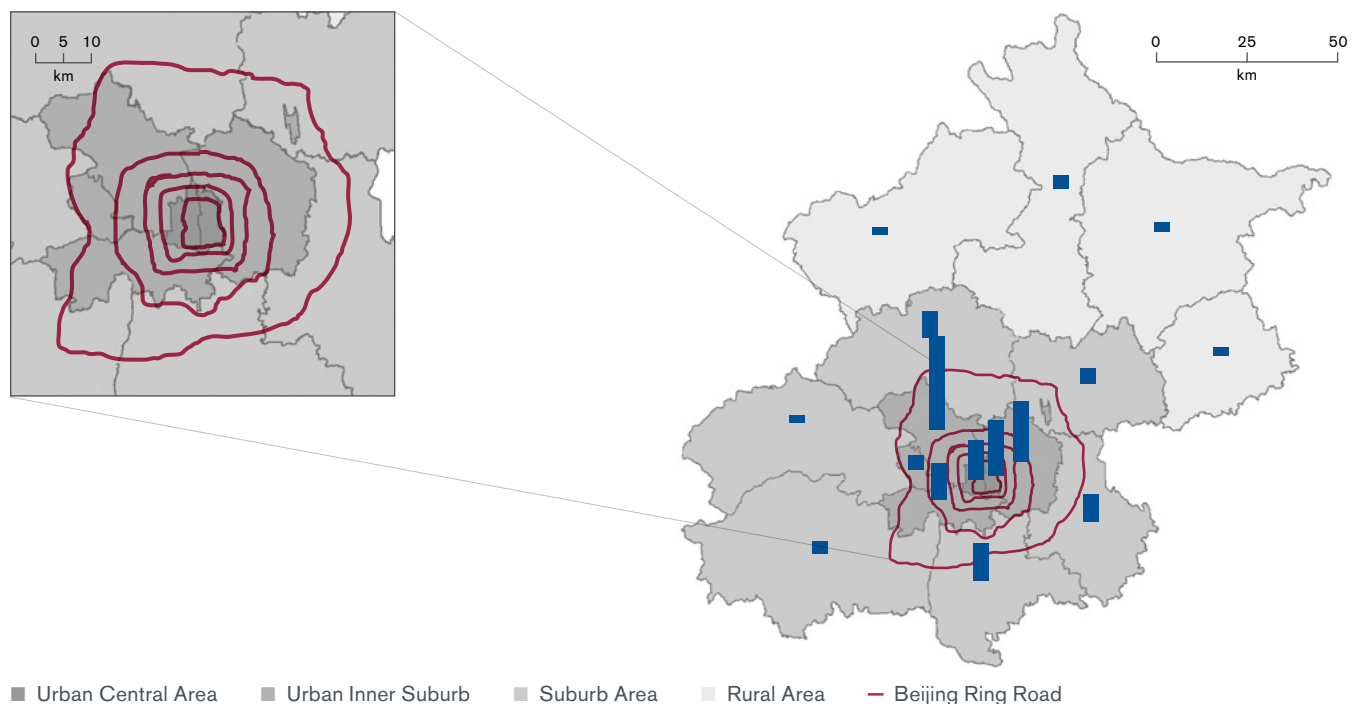 0 5 10
km
0 25 50
km
Urban Central Area Urban Inner Suburb Suburb Area Rural Area Beijing Ring Road